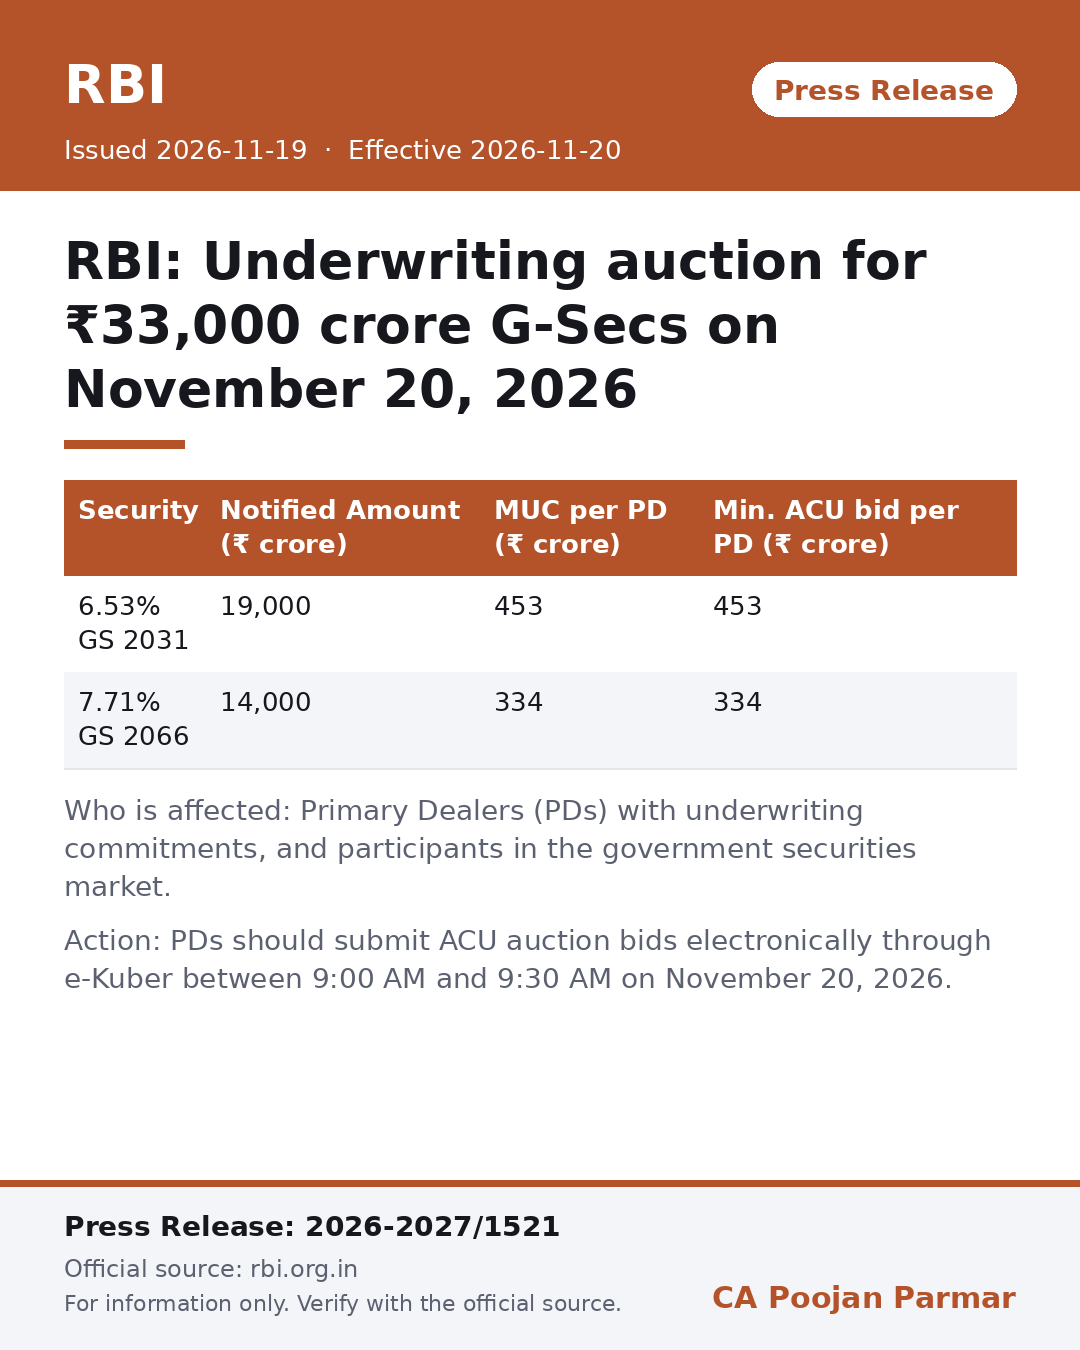 RBI
Press Release
Issued 2026-11-19 · Effective 2026-11-20
RBI: Underwriting auction for
₹33,000 crore G-Secs on
November 20, 2026
Security Notified Amount MUC per PD Min. ACU bid per
(₹ crore) (₹ crore) PD (₹ crore)
6.53% 19,000 453 453
GS 2031
7.71% 14,000 334 334
GS 2066
Who is affected: Primary Dealers (PDs) with underwriting
commitments, and participants in the government securities
market.
Action: PDs should submit ACU auction bids electronically through
e-Kuber between 9:00 AM and 9:30 AM on November 20, 2026.
Press Release: 2026-2027/1521
Official source: rbi.org.in
For information only. Verify with the official source.
CA Poojan Parmar